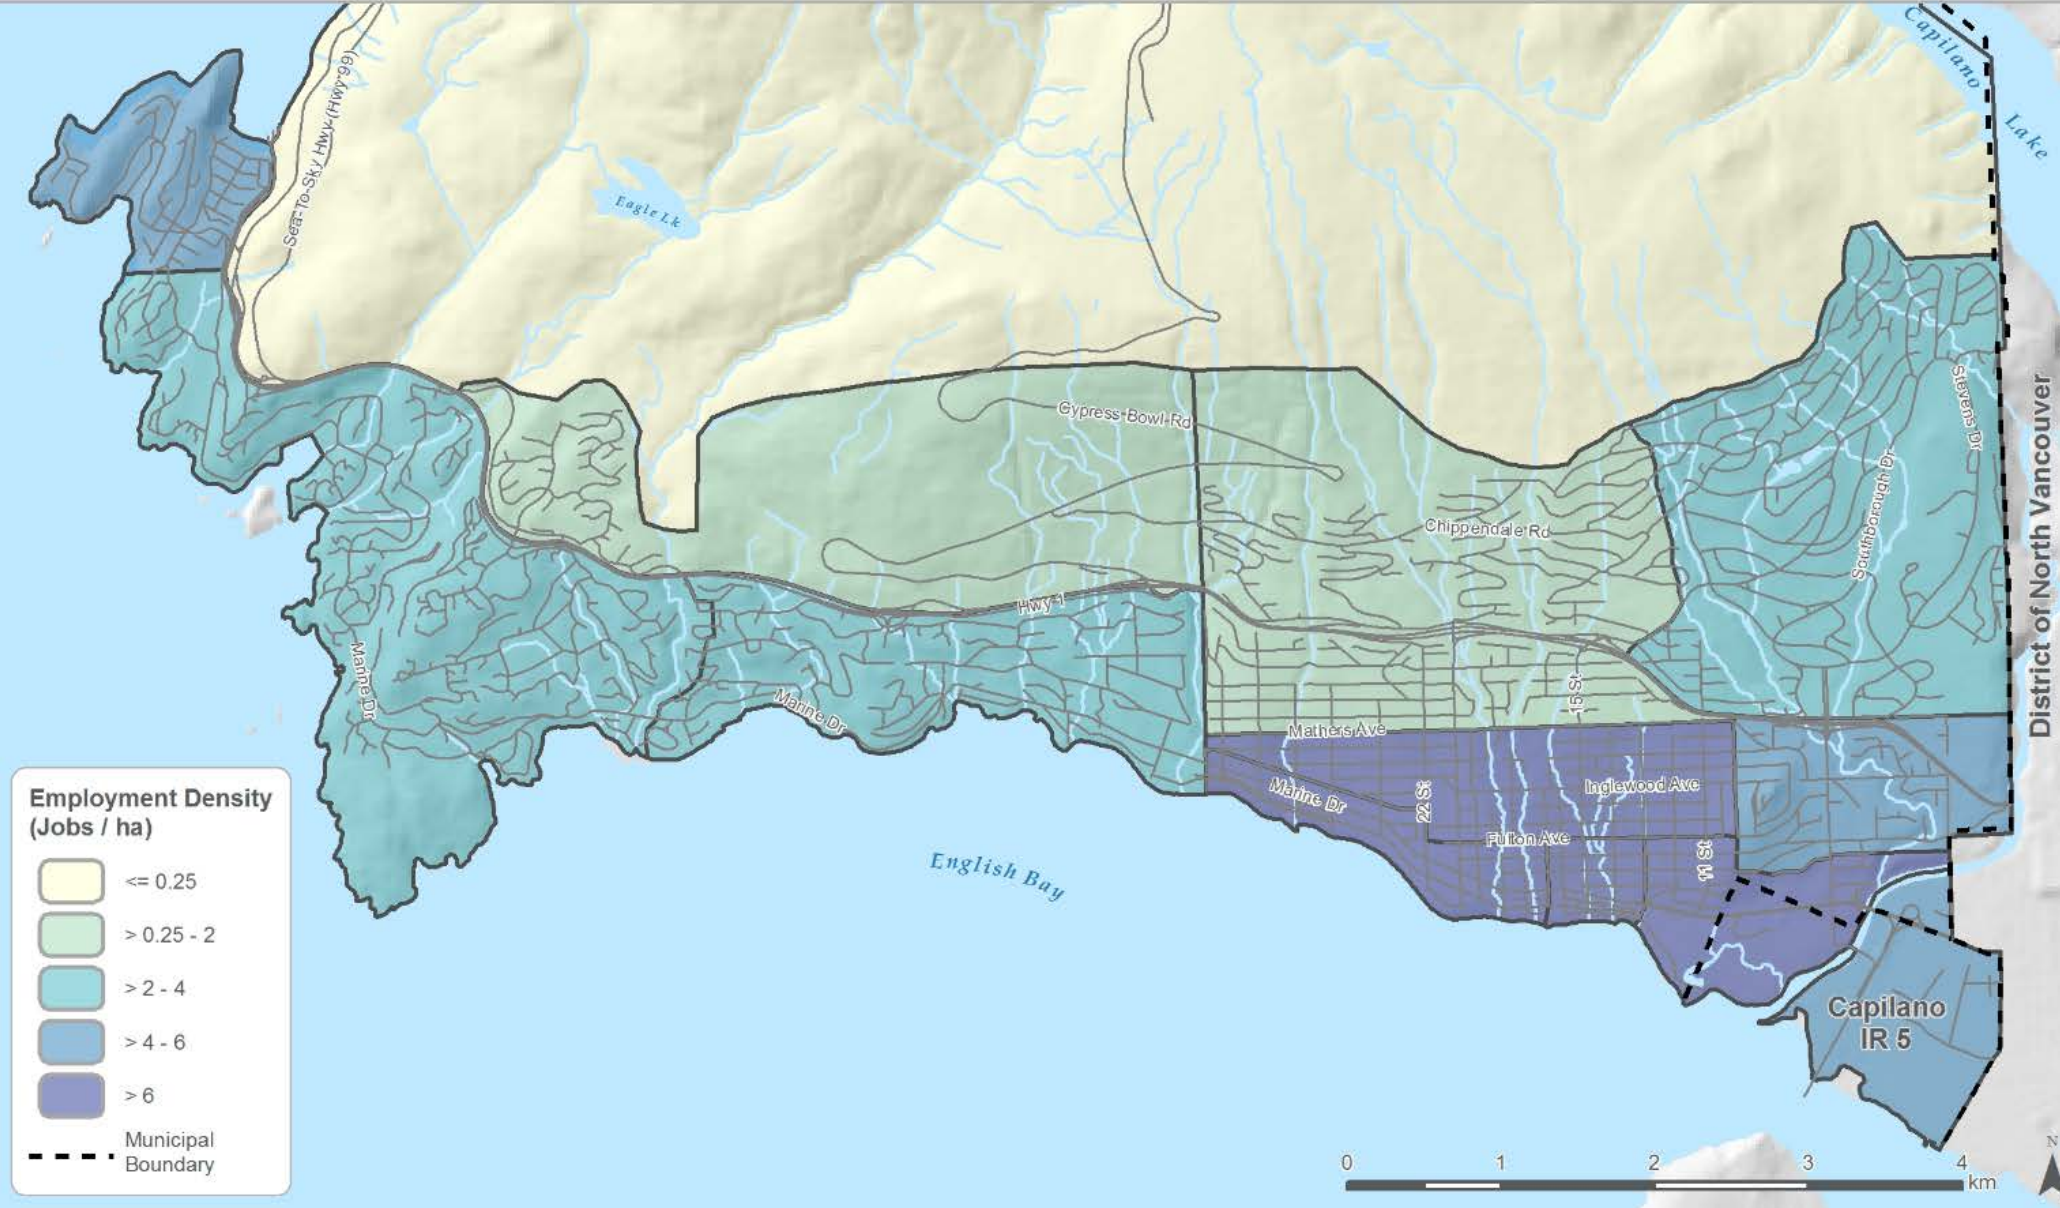 Capilano
Lake
Sea-To-Sky Hwy (Hwy 99)
Eagle Lk
Cypress Bowl Rd
Stevens Dr
Southborough Dr
District of North Vancouver
Chippendale Rd
Hwy 1
Marine Dr
Marine Dr
15 St
Mathers Ave
Marine Dr
22 St
Inglewood Ave
Fulton Ave
11 St
English Bay
Capilano
IR 5
Employment Density
(Jobs / ha)
<= 0.25
> 0.25 - 2
> 2 - 4
> 4 - 6
> 6
Municipal
Boundary
0 1 2 3 4
km
N